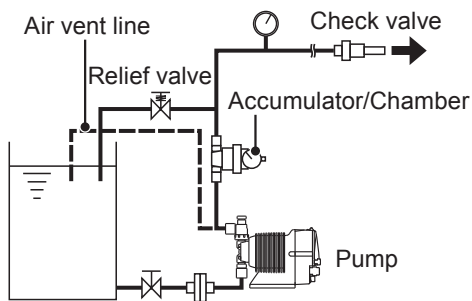 Air vent line
Check valve
Relief valve
Accumulator/Chamber
Pump